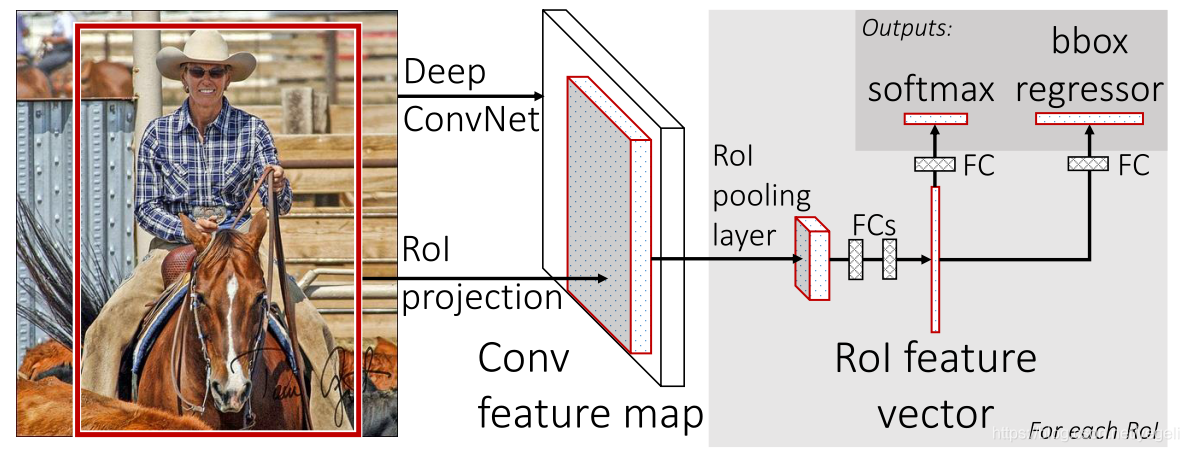 Deep
ConvNet
RoI
projection
Conv
feature map
RoI
pooling
layer
FCs
Outputs:
softmax
bbox
regressor
FC
FC
RoI feature
vector
For each RoI